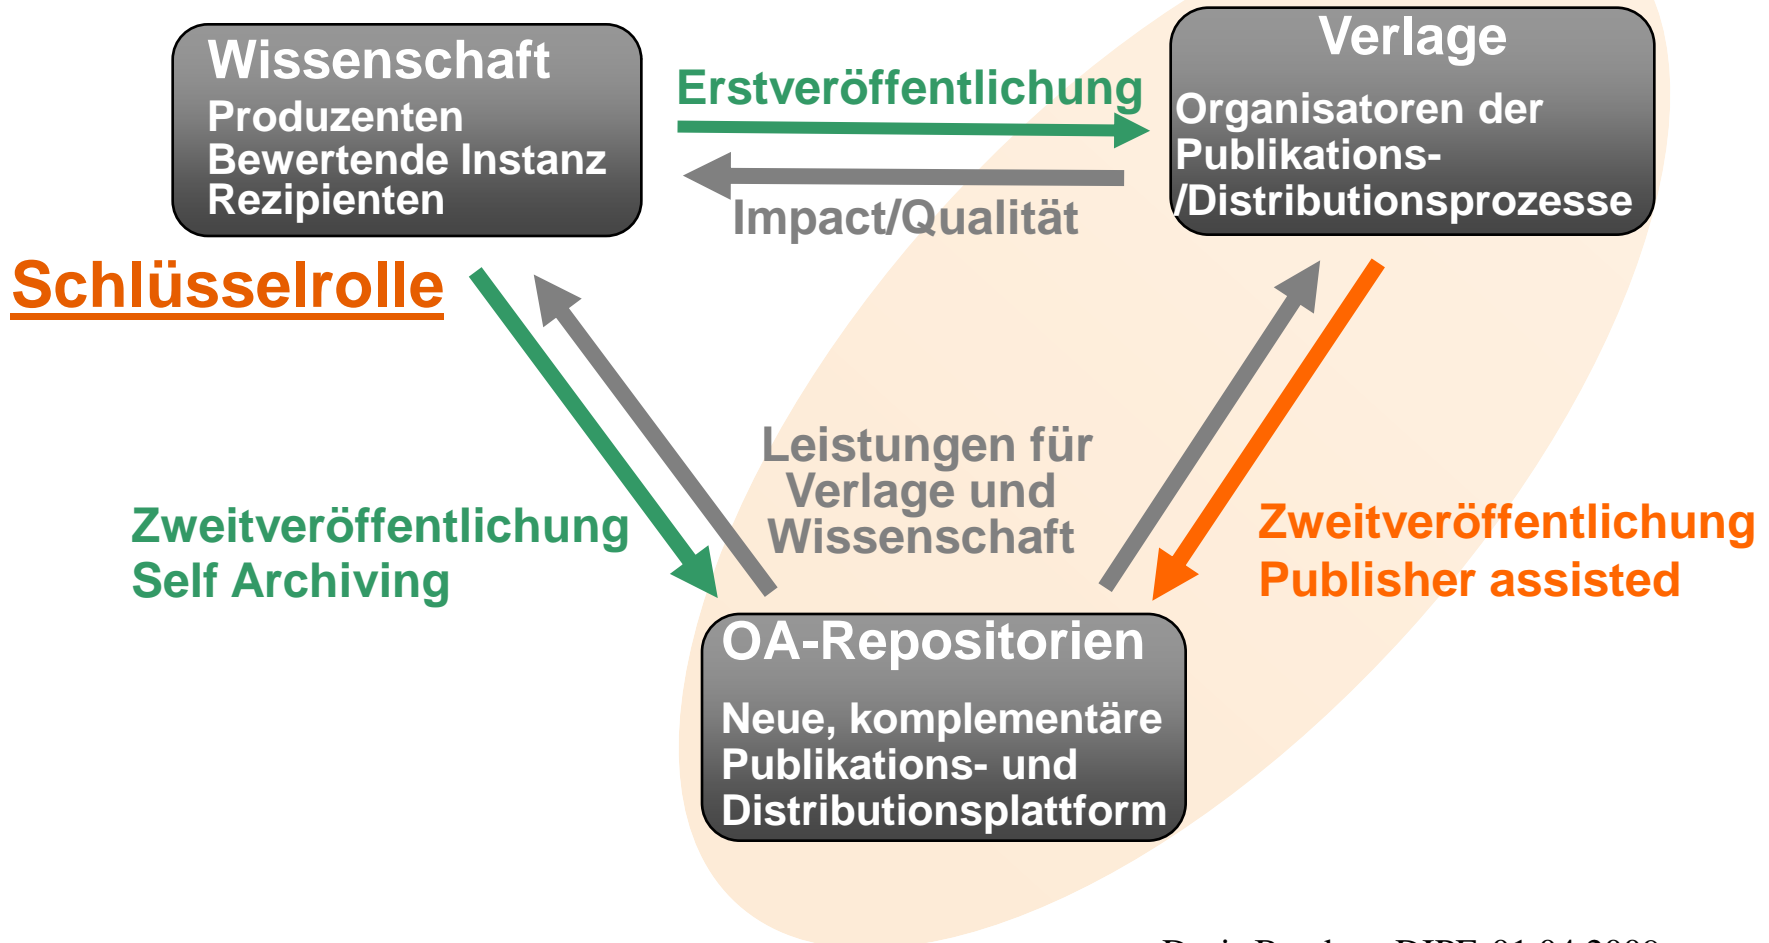 Wissenschaft
Produzenten
Bewertende Instanz
Rezipienten
Erstveröffentlichung
Impact/Qualität
Verlage
Organisatoren der
Publikations-
/Distributionsprozesse
Schlüsselrolle
Leistungen für
Verlage und
Wissenschaft
Zweitveröffentlichung
Self Archiving
Zweitveröffentlichung
Publisher assisted
OA-Repositorien
Neue, komplementäre
Publikations- und
Distributionsplattform